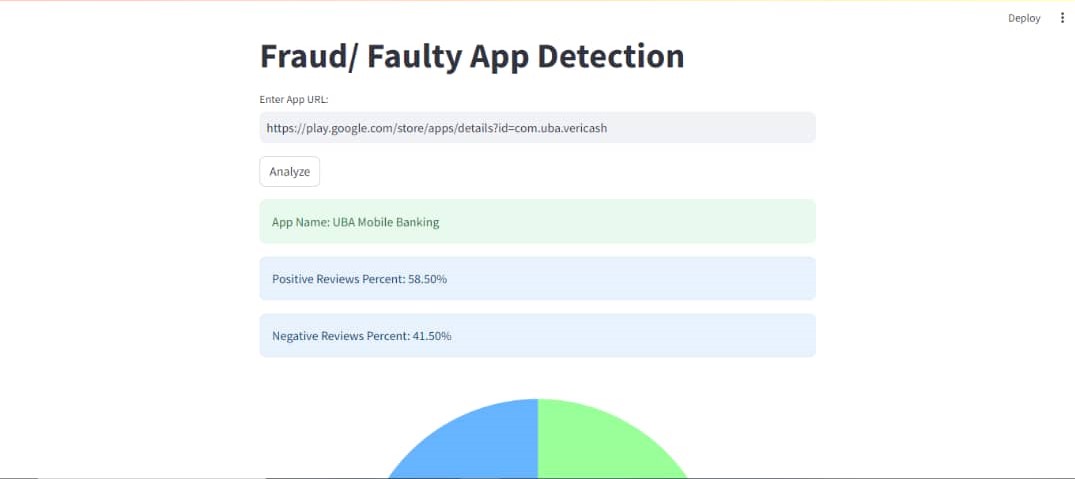 Deploy
Fraud/ Faulty App Detection
Enter App URL:
https://play.google.com/store/apps/details?id=com.uba.vericash
Analyze
App Name: UBA Mobile Banking
Positive Reviews Percent: 58.50%
Negative Reviews Percent: 41.50%